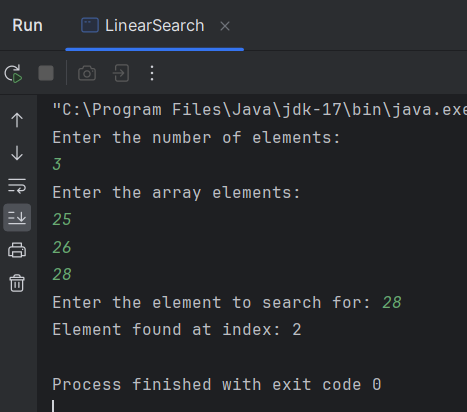 Run LinearSearch
"C:\Program Files\Java\jdk-17\bin\java.exe
Enter the number of elements:
3
Enter the array elements:
25
26
28
Enter the element to search for: 28
Element found at index: 2
Process finished with exit code 0